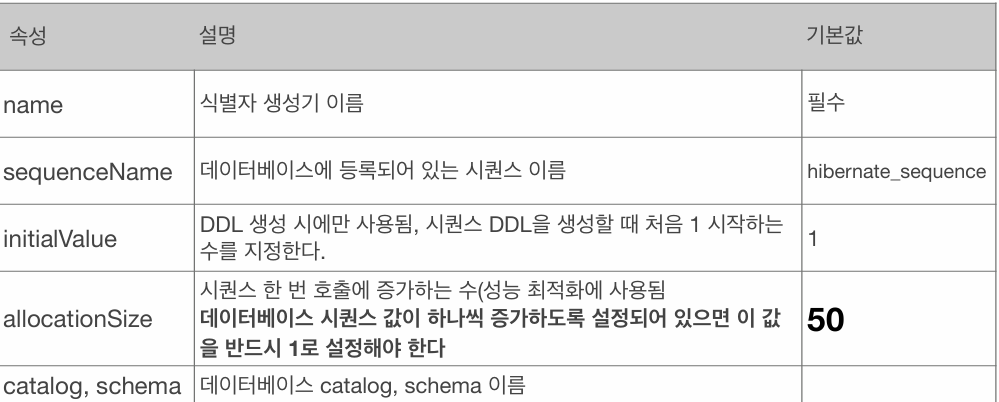 속성 설명 기본값
name 식별자 생성기 이름 필수
sequenceName 데이터베이스에 등록되어 있는 시퀀스 이름 hibernate_sequence
initialValue DDL 생성 시에만 사용됨, 시퀀스 DDL을 생성할 때 처음 1 시작하는
수를 지정한다. 1
allocationSize 시퀀스 한 번 호출에 증가하는 수(성능 최적화에 사용됨
데이터베이스 시퀀스 값이 하나씩 증가하도록 설정되어 있으면 이 값
을 반드시 1로 설정해야 한다 50
catalog, schema 데이터베이스 catalog, schema 이름